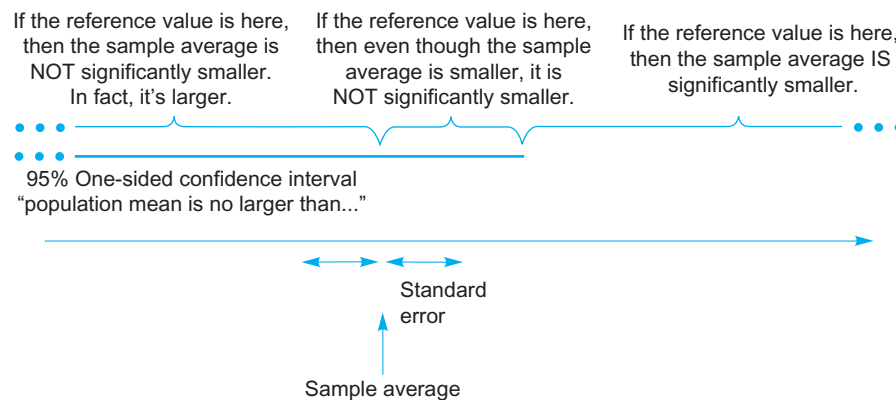 If the reference value is here,
then the sample average is
NOT significantly smaller.
In fact, it's larger.
If the reference value is here,
then even though the sample
average is smaller, it is
NOT significantly smaller.
If the reference value is here,
then the sample average IS
significantly smaller.
95% One-sided confidence interval
“population mean is no larger than...”
Standard
error
Sample average